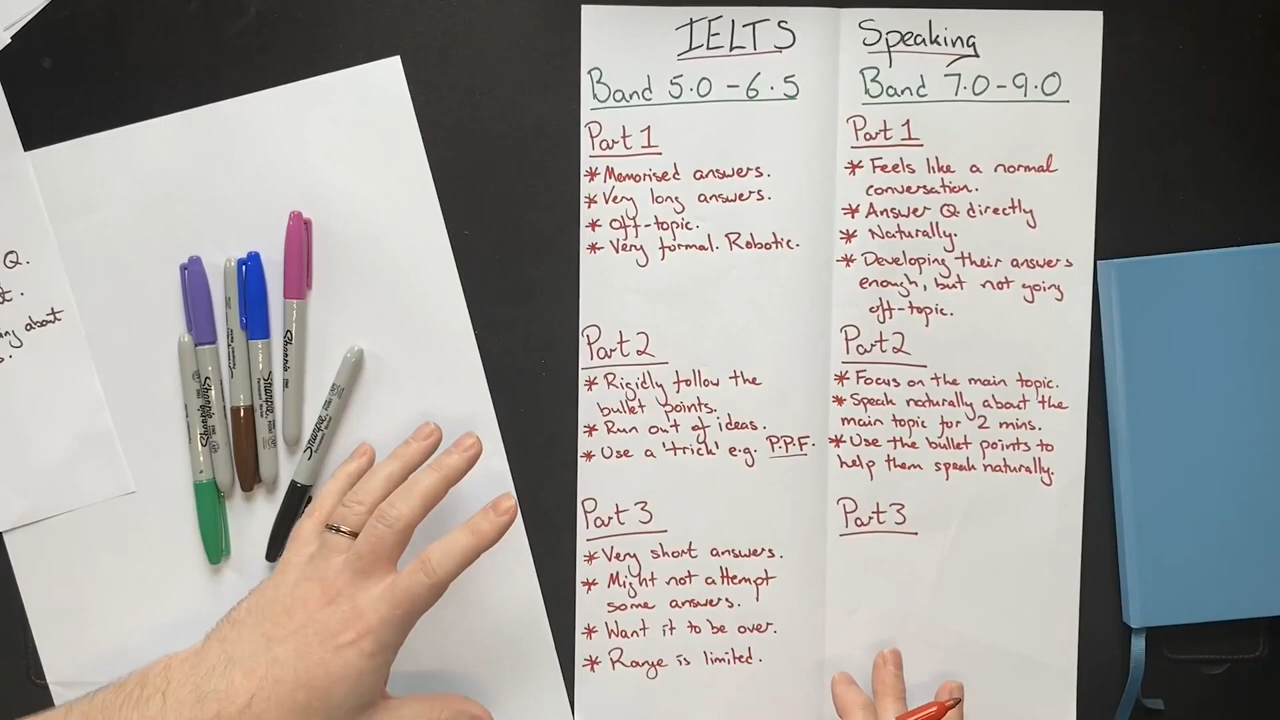 Q.
t.
ing about
s.
Sharpie
Sharpie
Sharpie
Sharpie
IELTS Speaking
Band 5.0 - 6.5
Part 1
* Memorised answers.
* Very long answers.
* Off-topic.
* Very formal. Robotic.
Part 2
* Rigidly follow the
bullet points.
* Run out of ideas.
* Use a 'trick' e.g. P.P.F.
Part 3
* Very short answers.
* Might not attempt
some answers.
* Want it to be over.
* Range is limited.
Band 7.0 - 9.0
Part 1
* Feels like a normal
conversation.
* Answer Q. directly
* Naturally.
* Developing their answers
enough, but not going
off-topic.
Part 2
* Focus on the main topic.
* Speak naturally about the
main topic for 2 mins.
* Use the bullet points to
help them speak naturally.
Part 3